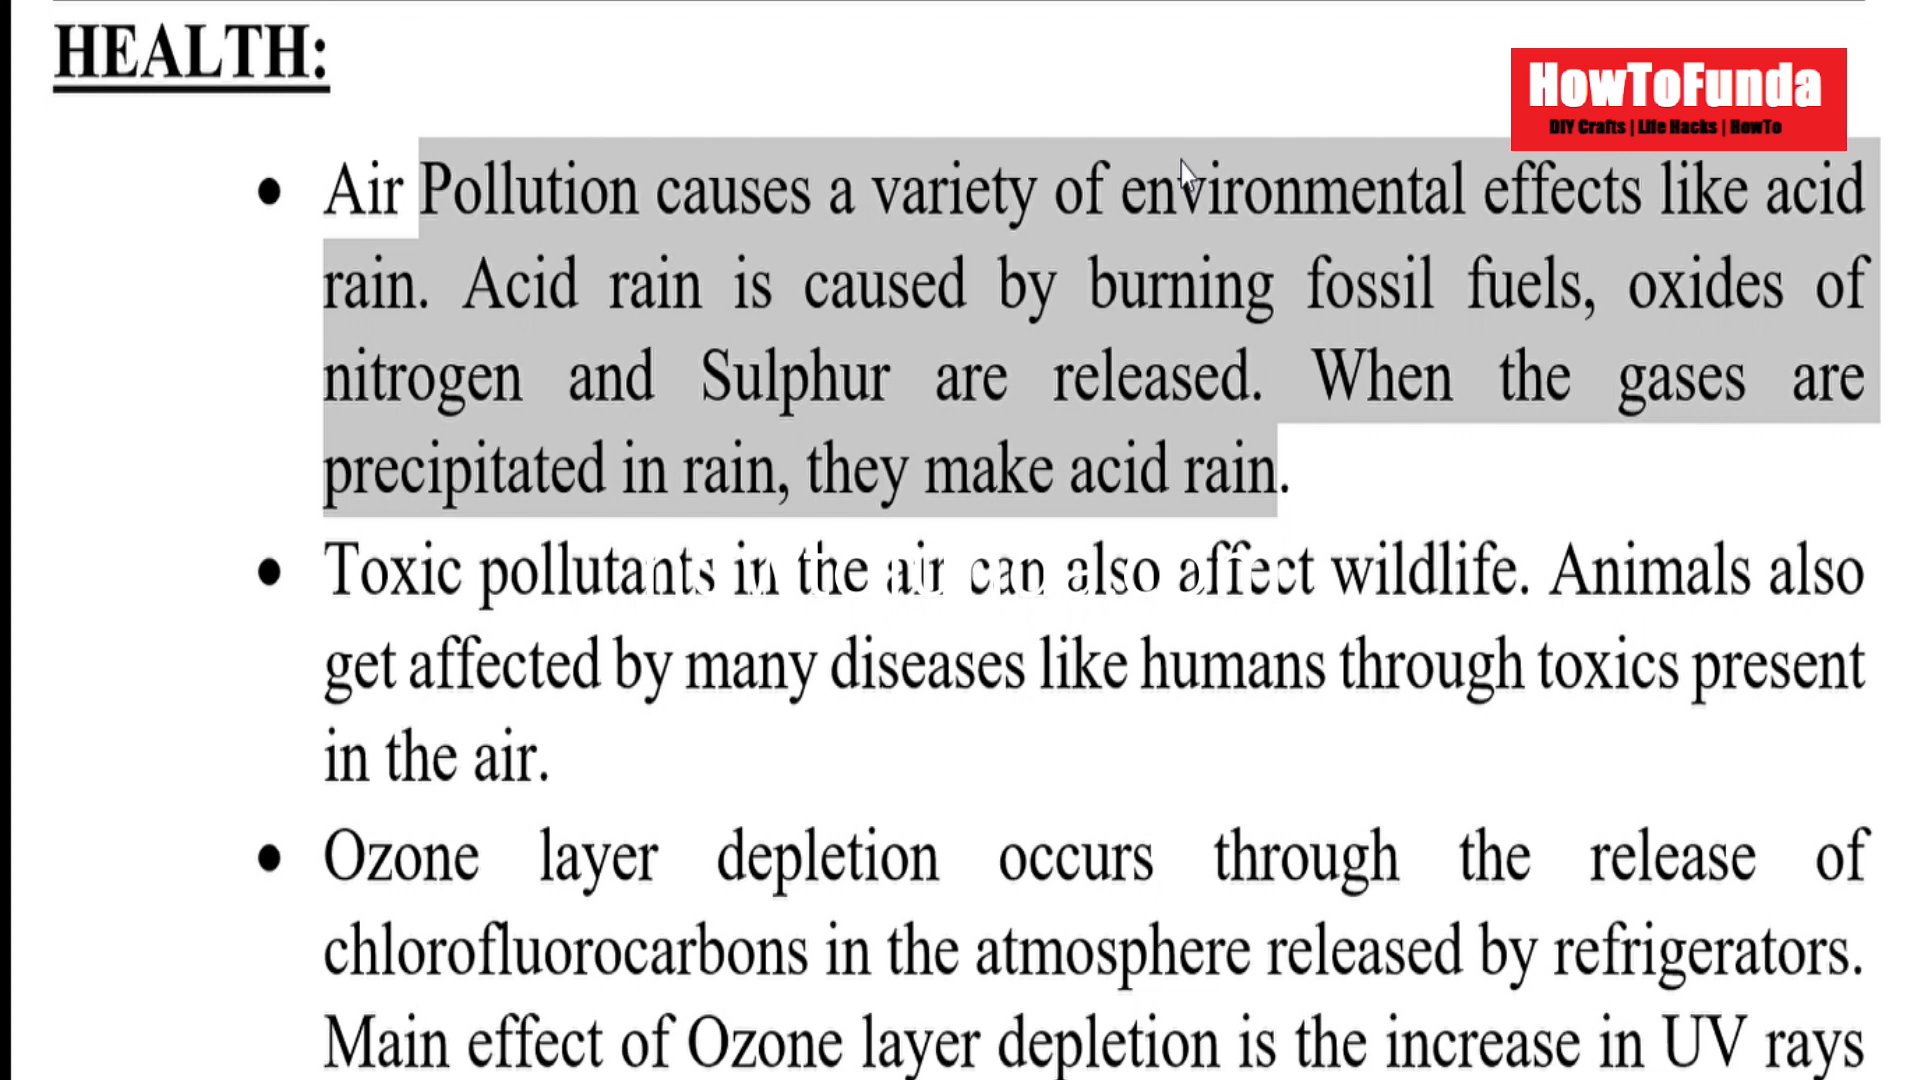 HEALTH:
HowToFunda
DIY Crafts | Life Hacks | HowTo
● Air Pollution causes a variety of environmental effects like acid
rain. Acid rain is caused by burning fossil fuels, oxides of
nitrogen and Sulphur are released. When the gases are
precipitated in rain, they make acid rain.
● Toxic pollutants in the air can also affect wildlife. Animals also
get affected by many diseases like humans through toxics present
in the air.
● Ozone layer depletion occurs through the release of
chlorofluorocarbons in the atmosphere released by refrigerators.
Main effect of Ozone layer depletion is the increase in UV rays